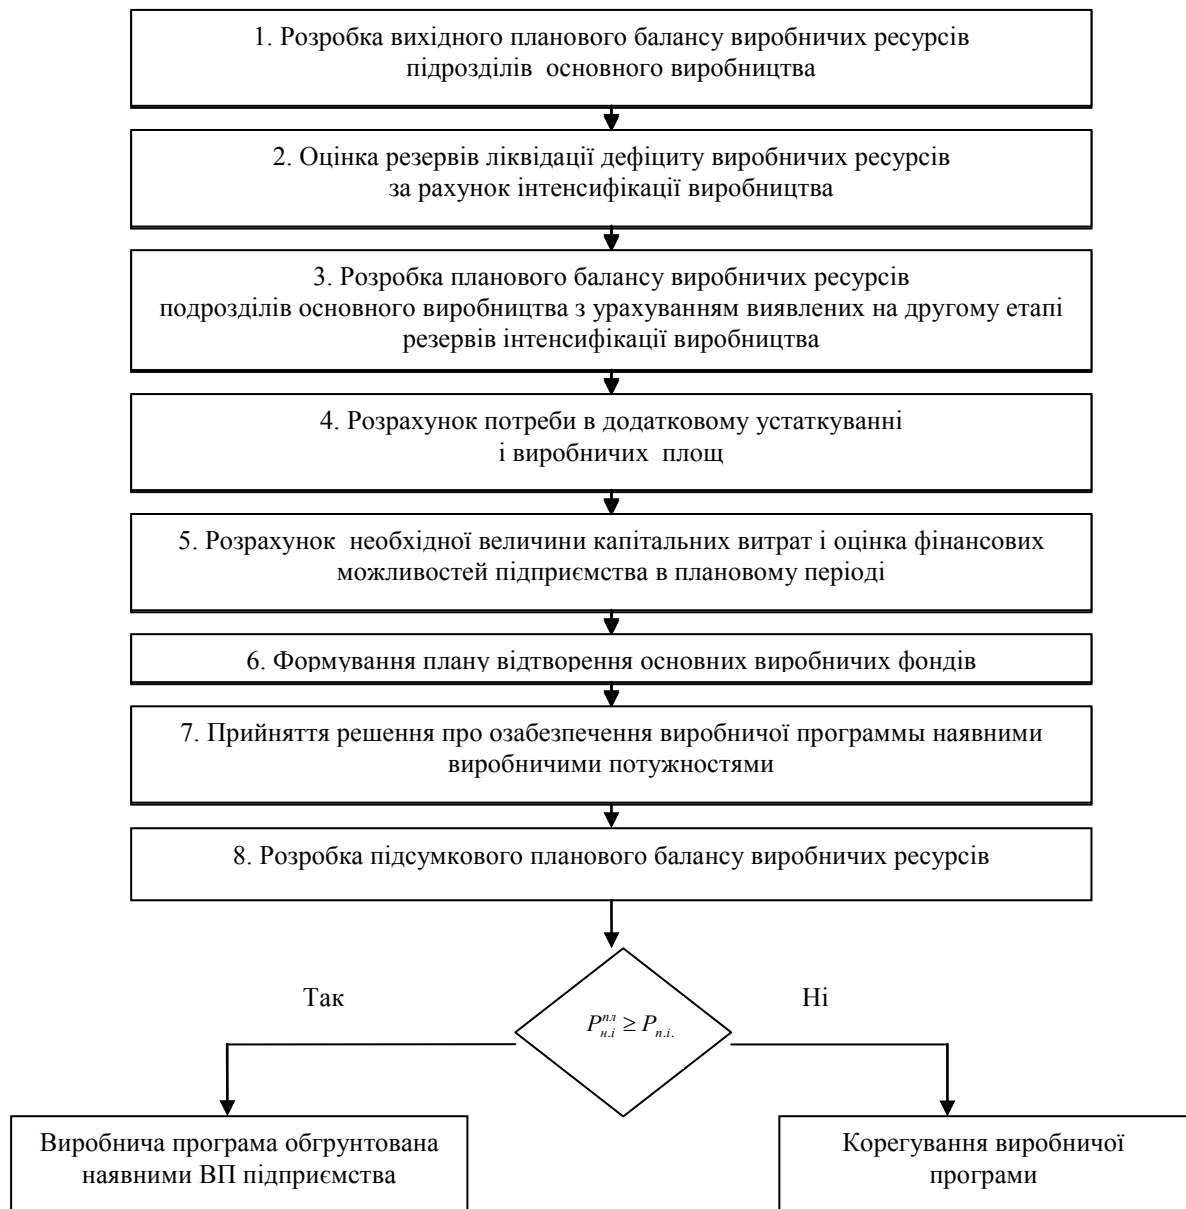 1. Розробка вихідного планового балансу виробничих ресурсів
підрозділів основного виробництва
2. Оцінка резервів ліквідації дефіциту виробничих ресурсів
за рахунок інтенсифікації виробництва
3. Розробка планового балансу виробничих ресурсів
подрозділів основного виробництва з урахуванням виявлених на другому етапі
резервів інтенсифікації виробництва
4. Розрахунок потреби в додатковому устаткуванні
і виробничих площ
5. Розрахунок необхідної величини капітальних витрат і оцінка фінансових
можливостей підприємства в плановому періоді
6. Формування плану відтворення основних виробничих фондів
7. Прийняття решення про озабезпечення виробничої программы наявними
виробничими потужностями
8. Розробка підсумкового планового балансу виробничих ресурсів
Так
Ні
P_{н.i}^{пл} ≥ P_{п.i.}
Виробнича програма обгрунтована
наявними ВП підприємства
Корегування виробничої
програми